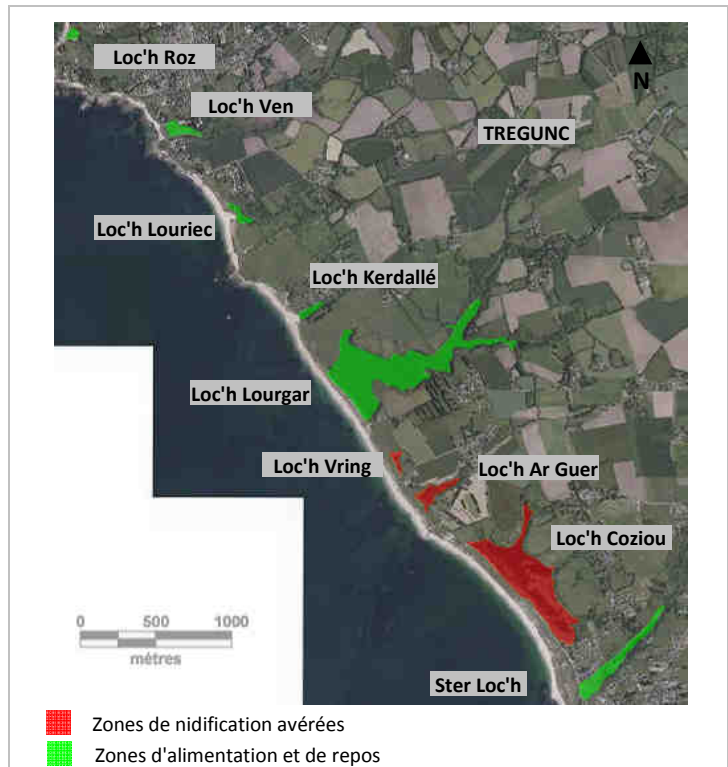 Loc'h Roz
N
Loc'h Ven
TREGUNC
Loc'h Louriec
Loc'h Kerdallé
Loc'h Lourgar
Loc'h Vring
Loc'h Ar Guer
Loc'h Coziou
0 500 1000
métres
Ster Loc'h
Zones de nidification avérées
Zones d'alimentation et de repos